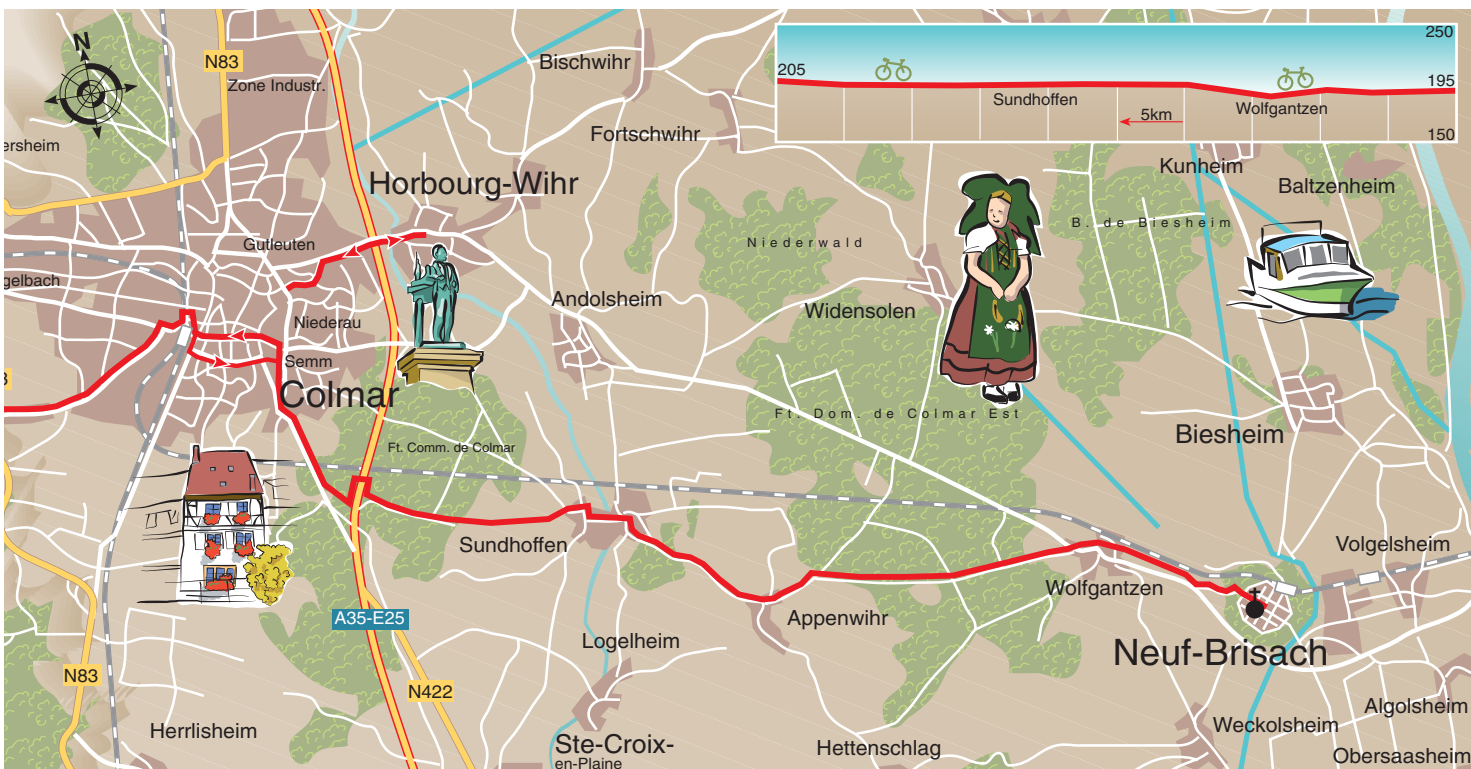 N
N83
Zone Industr.
Bischwihr
Fortschwihr
250
205
195
Sundhoffen
Wolfgantzen
5km
150
ersheim
Horbourg-Wihr
Kunheim
Baltzenheim
Gutleuten
Niederwald
B. de Biesheim
gelbach
Andolsheim
Widensolen
Niederau
Semm
Colmar
Ft. Dom. de Colmar Est
Ft. Comm. de Colmar
Biesheim
Sundhoffen
Volgelsheim
Wolfgantzen
A35-E25
Appenwihr
Logelheim
Neuf-Brisach
N83
N422
Algolsheim
Herrlisheim
Weckolsheim
Ste-Croix-
en-Plaine
Hettenschlag
Obersaasheim